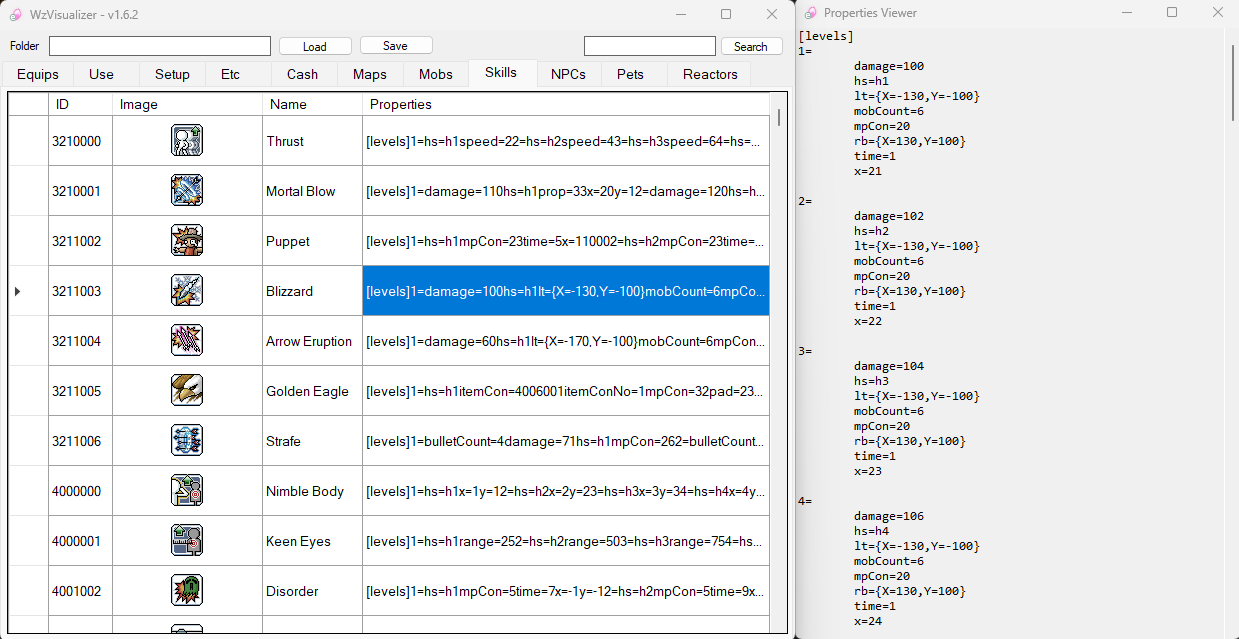 WzVisualizer - v1.6.2
Folder Load Save Search
Equips Use Setup Etc Cash Maps Mobs Skills NPCs Pets Reactors
ID Image Name Properties
3210000 Thrust [levels]1=hs=h1speed=22=hs=h2speed=43=hs=h3speed=64=hs=...
3210001 Mortal Blow [levels]1=damage=110hs=h1prop=33x=20y=12=damage=120hs=h...
3211002 Puppet [levels]1=hs=h1mpCon=23time=5x=110002=hs=h2mpCon=23time=...
3211003 Blizzard [levels]1=damage=100hs=h1lt={X=-130,Y=-100}mobCount=6mpCo...
3211004 Arrow Eruption [levels]1=damage=60hs=h1lt={X=-170,Y=-100}mobCount=6mpCon...
3211005 Golden Eagle [levels]1=hs=h1itemCon=4006001itemConNo=1mpCon=32pad=23...
3211006 Strafe [levels]1=bulletCount=4damage=71hs=h1mpCon=262=bulletCount...
4000000 Nimble Body [levels]1=hs=h1x=1y=12=hs=h2x=2y=23=hs=h3x=3y=34=hs=h4x=4y...
4000001 Keen Eyes [levels]1=hs=h1range=252=hs=h2range=503=hs=h3range=754=hs...
4001002 Disorder [levels]1=hs=h1mpCon=5time=7x=-1y=-12=hs=h2mpCon=5time=9x...
Properties Viewer
[levels]
1=
damage=100
hs=h1
lt={X=-130,Y=-100}
mobCount=6
mpCon=20
rb={X=130,Y=100}
time=1
x=21
2=
damage=102
hs=h2
lt={X=-130,Y=-100}
mobCount=6
mpCon=20
rb={X=130,Y=100}
time=1
x=22
3=
damage=104
hs=h3
lt={X=-130,Y=-100}
mobCount=6
mpCon=20
rb={X=130,Y=100}
time=1
x=23
4=
damage=106
hs=h4
lt={X=-130,Y=-100}
mobCount=6
mpCon=20
rb={X=130,Y=100}
time=1
x=24